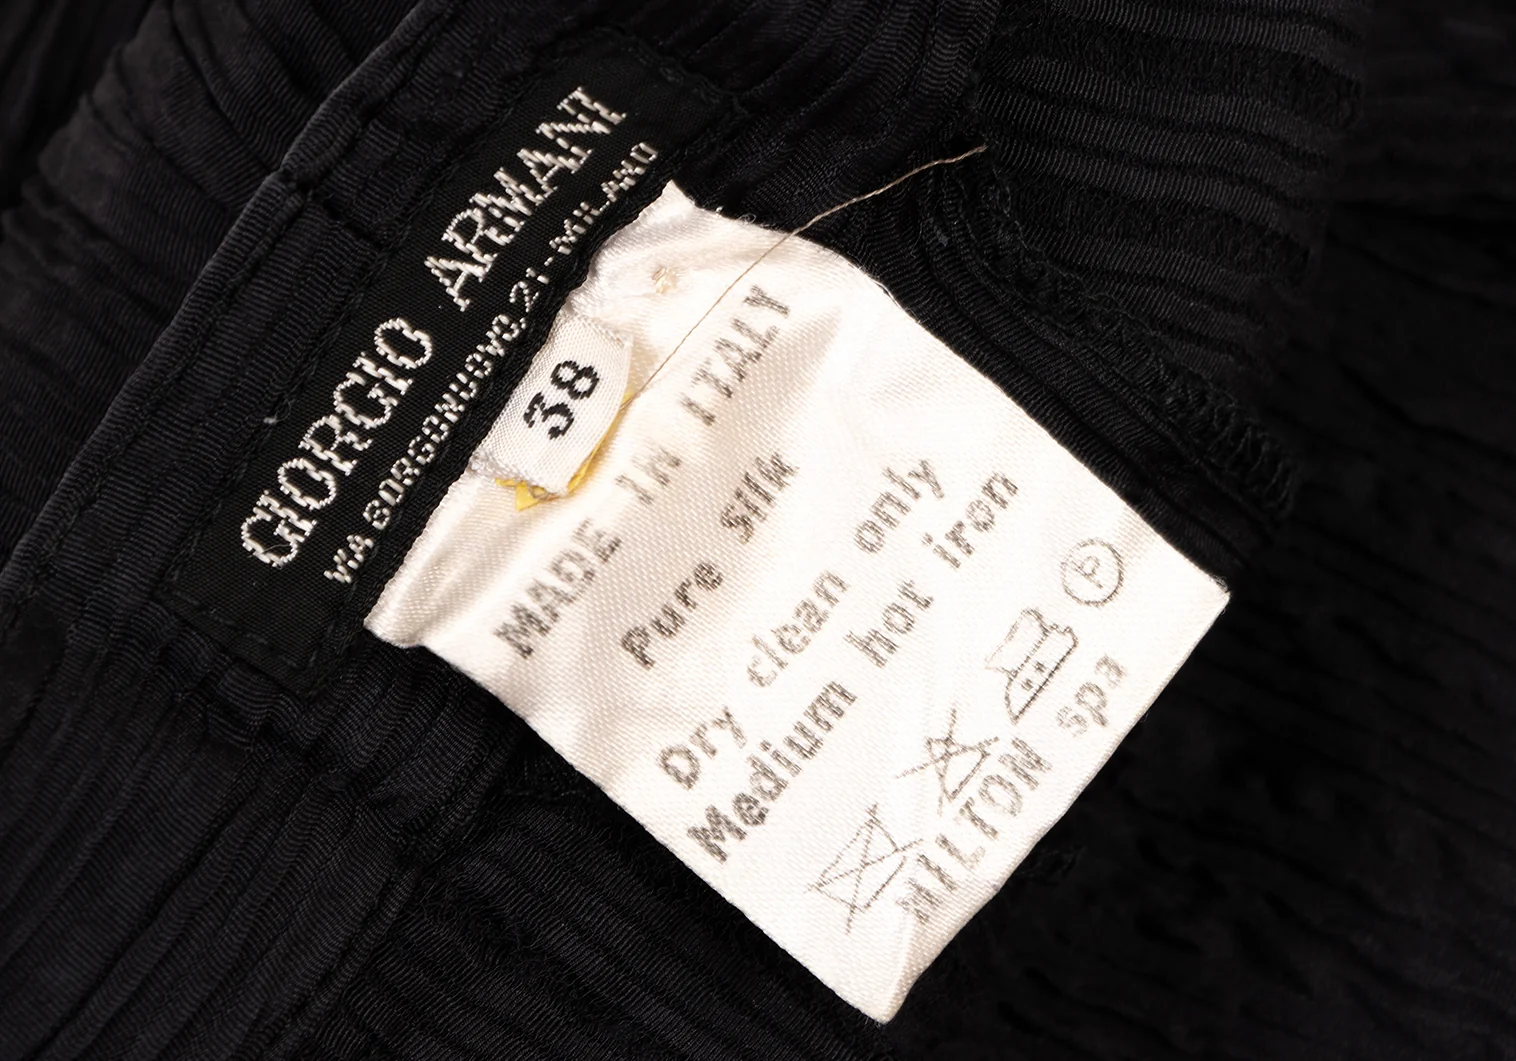 GIORGIO ARMANI
VIA BORGONUOVO, 21 - MILANO
38
MADE IN ITALY
Pure Silk
Dry clean only
Medium hot iron
P
MILTON spa